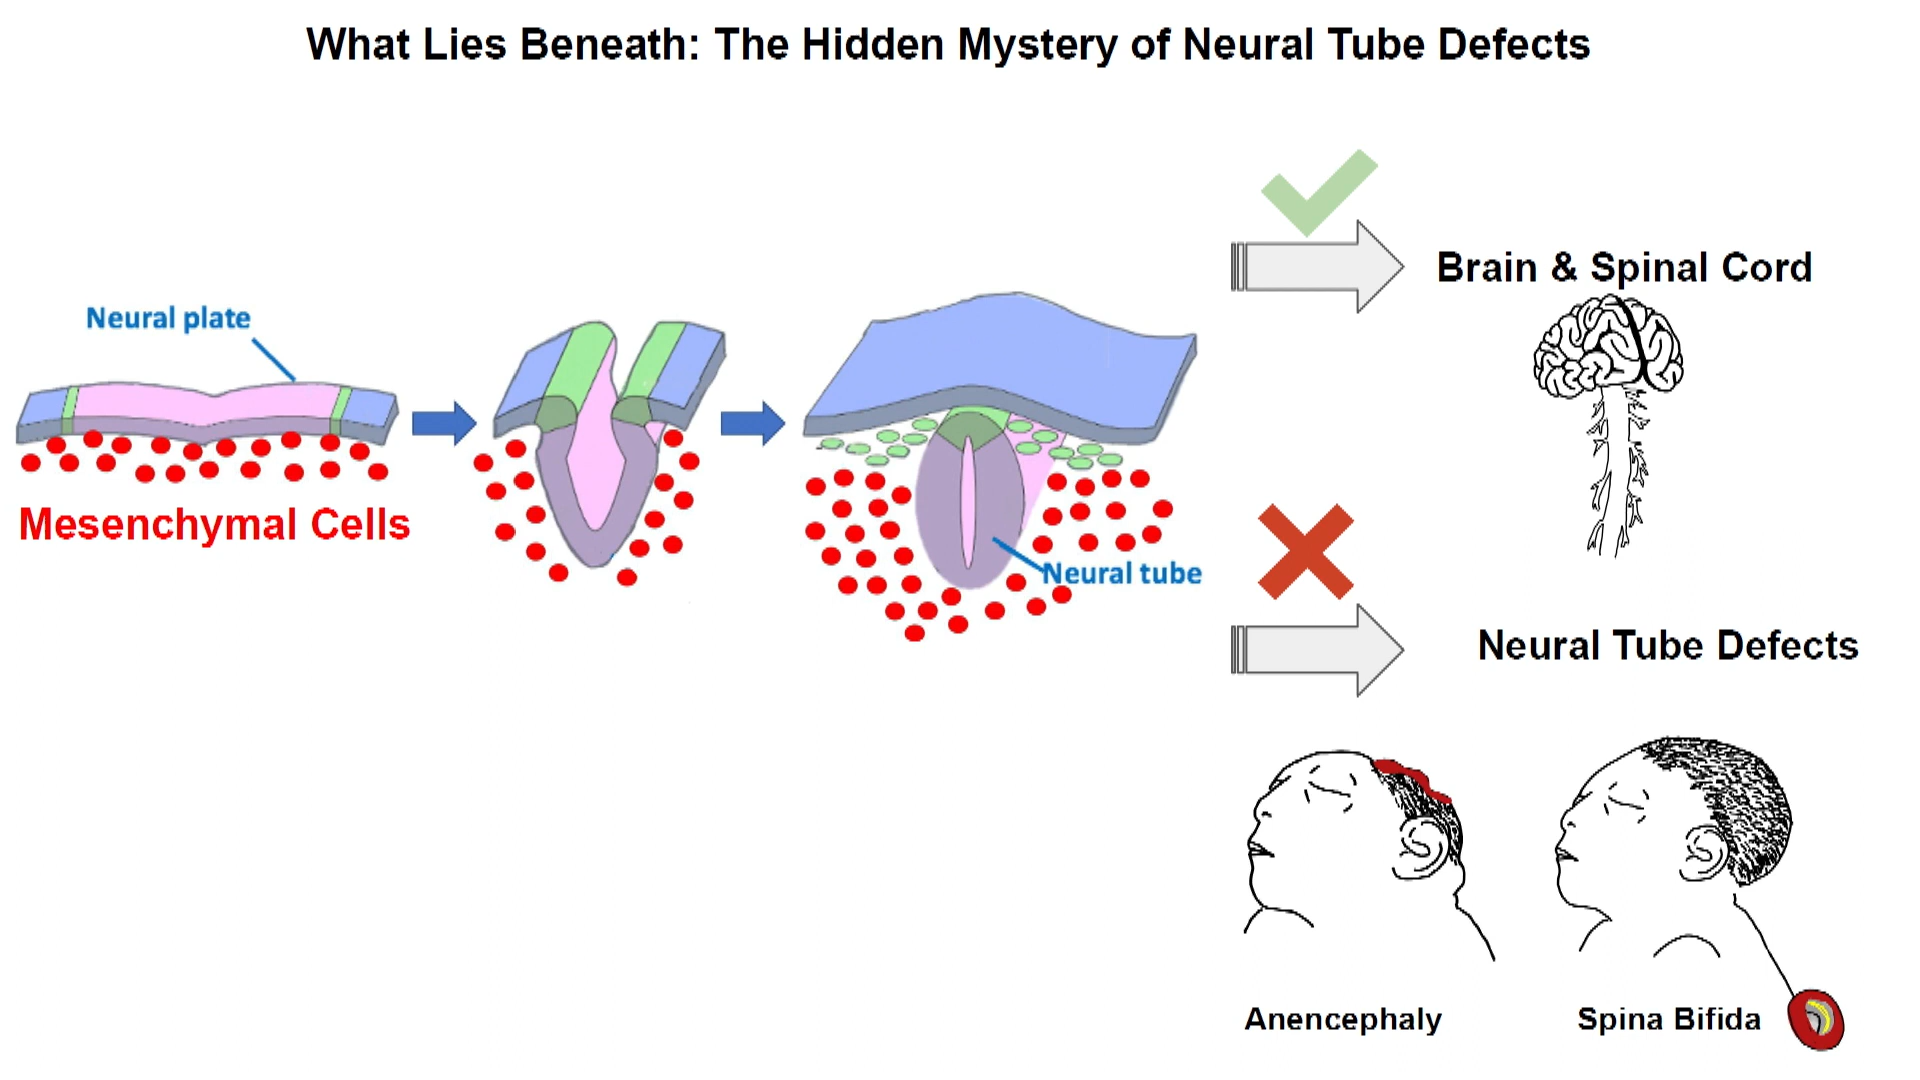 What Lies Beneath: The Hidden Mystery of Neural Tube Defects
Neural plate
Mesenchymal Cells
Neural tube
Brain & Spinal Cord
Neural Tube Defects
Anencephaly
Spina Bifida